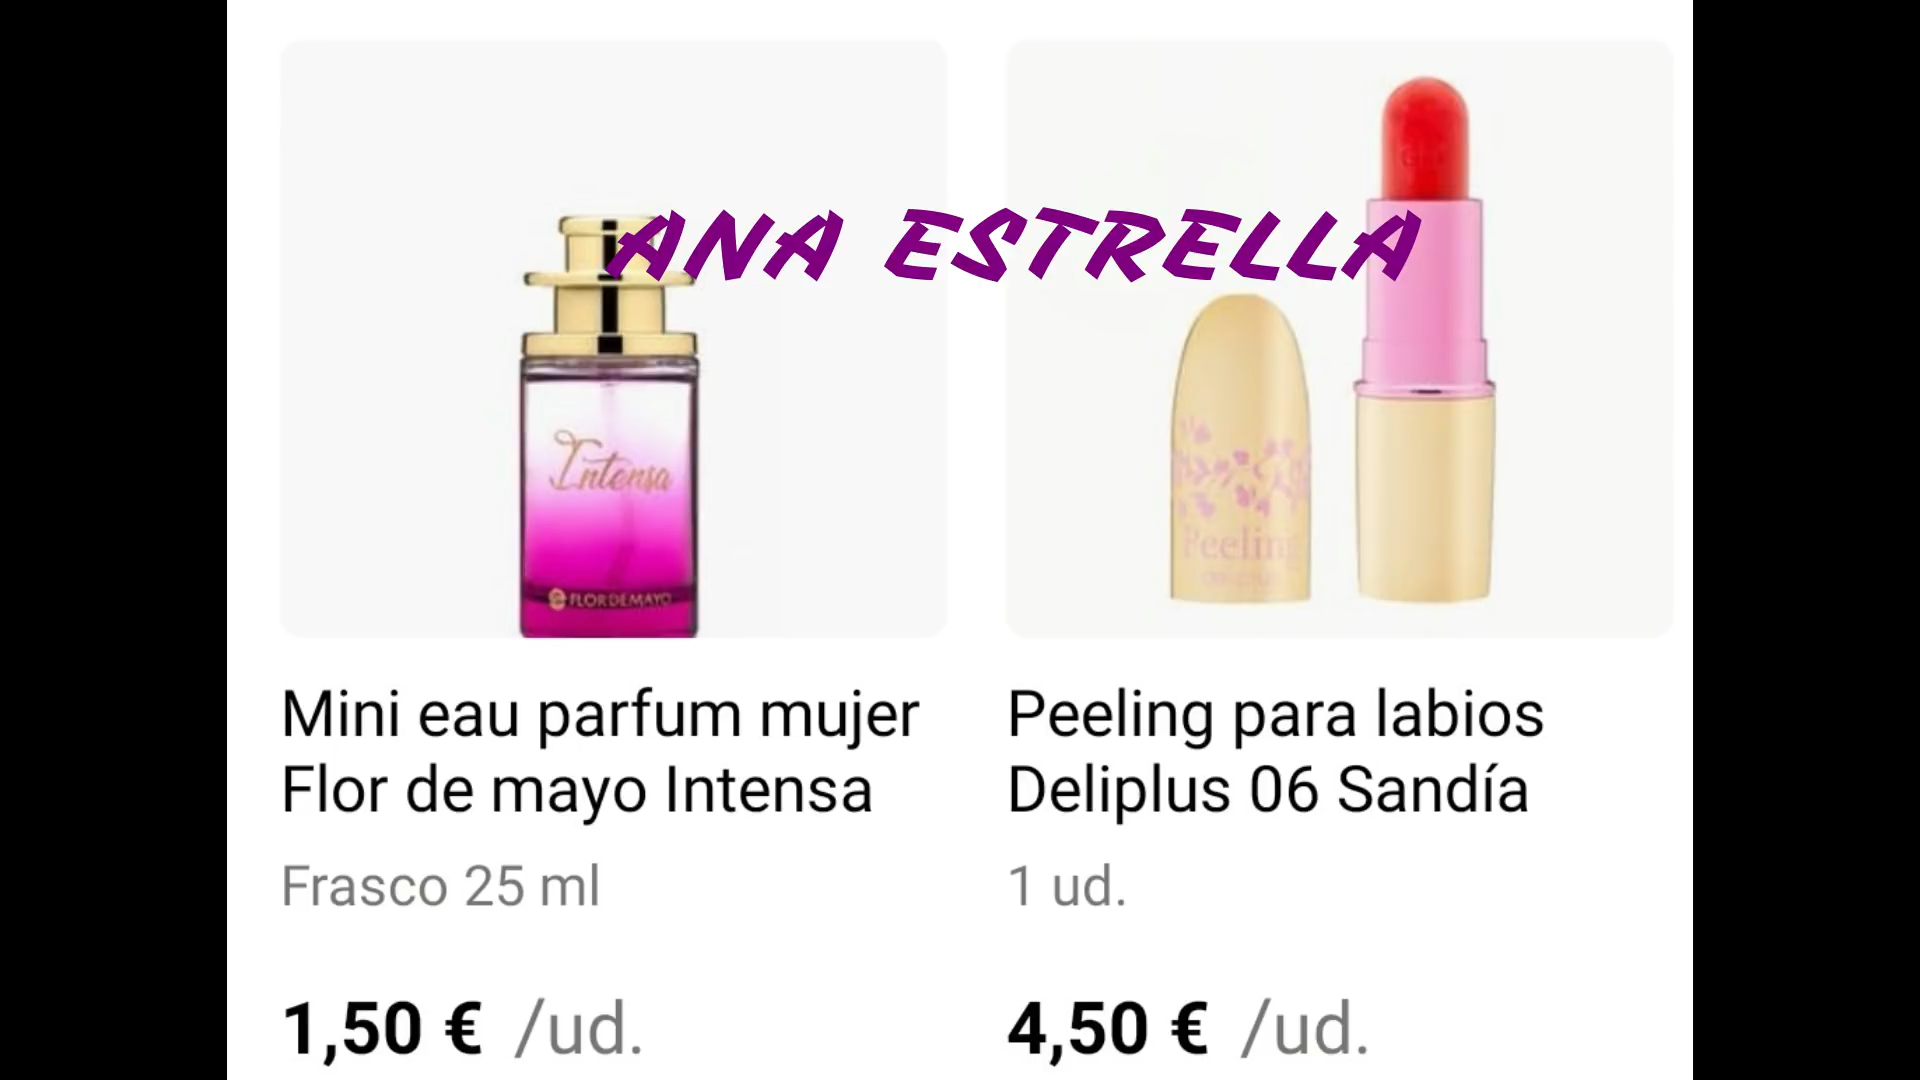 ANA ESTRELLA
Intensa
FLOR DE MAYO
Peeling
Mini eau parfum mujer
Flor de mayo Intensa
Frasco 25 ml
1,50 € /ud.
Peeling para labios
Deliplus 06 Sandía
1 ud.
4,50 € /ud.